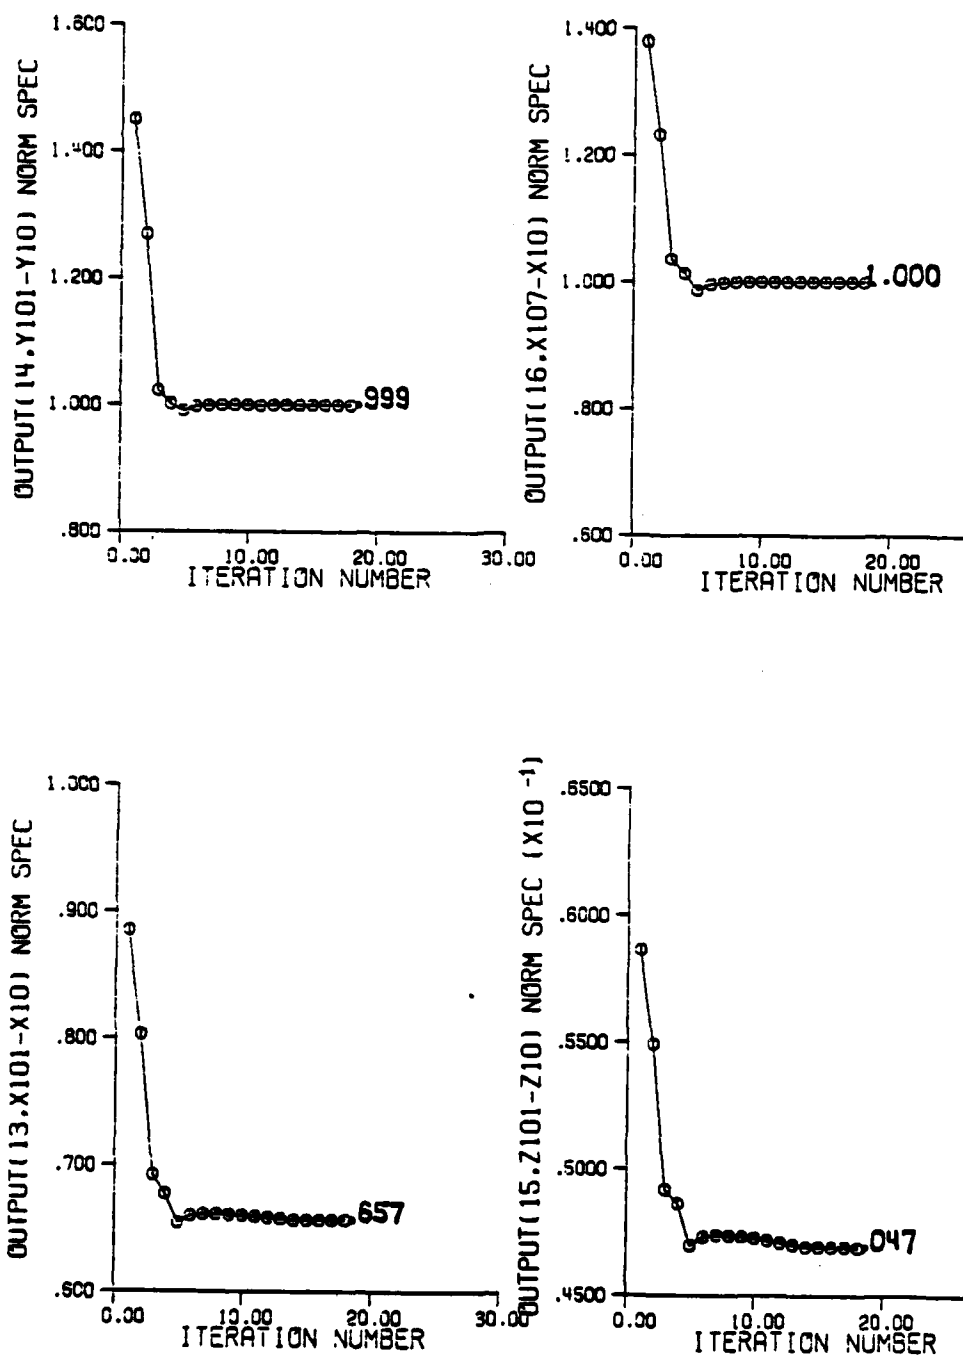 OUTPUT(14.Y101-Y10) NORM SPEC
1.600
1.400
1.200
1.000
.800
.999
0.00 10.00 20.00 30.00
ITERATION NUMBER
OUTPUT(16.X107-X10) NORM SPEC
1.400
1.200
1.000
.800
.600
1.000
0.00 10.00 20.00
ITERATION NUMBER
OUTPUT(13.X101-X10) NORM SPEC
1.000
.900
.800
.700
.600
.657
0.00 10.00 20.00 30.00
ITERATION NUMBER
OUTPUT(15.Z101-Z10) NORM SPEC (X10 -1)
.6500
.6000
.5500
.5000
.4500
.047
0.00 10.00 20.00
ITERATION NUMBER